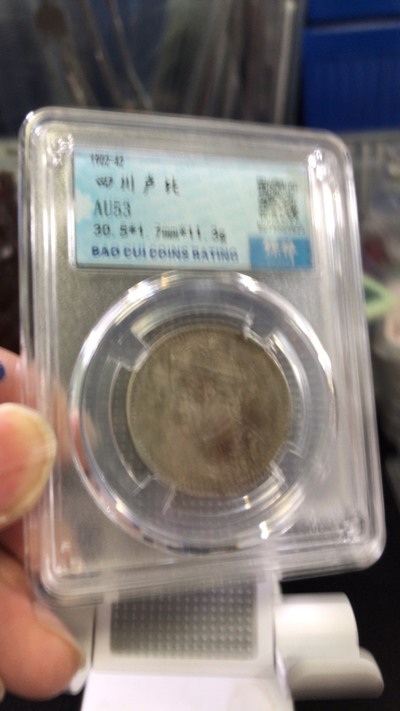 1902-42
四川卢比
AU53
30.5*1.7mm*11.3g
BAO CUI COINS RATING